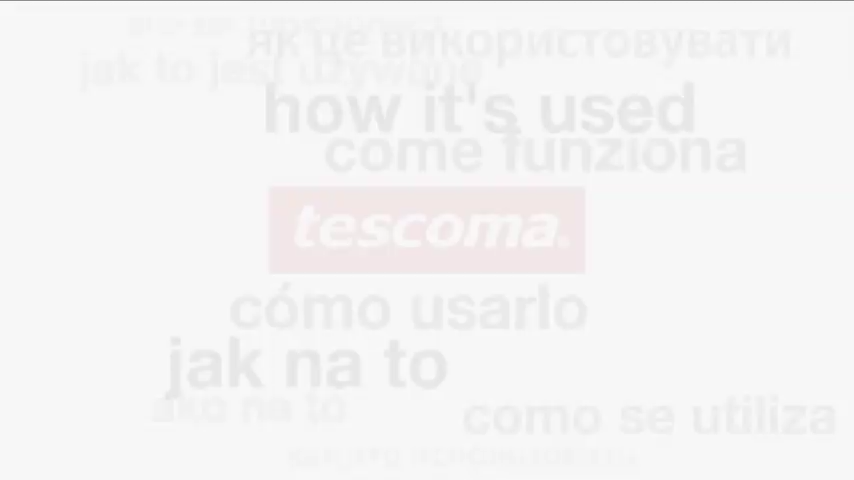 як це використовувати
jak to jest używane
how it's used
come funziona
tescoma.
cómo usarlo
jak na to
ako na to
como se utiliza